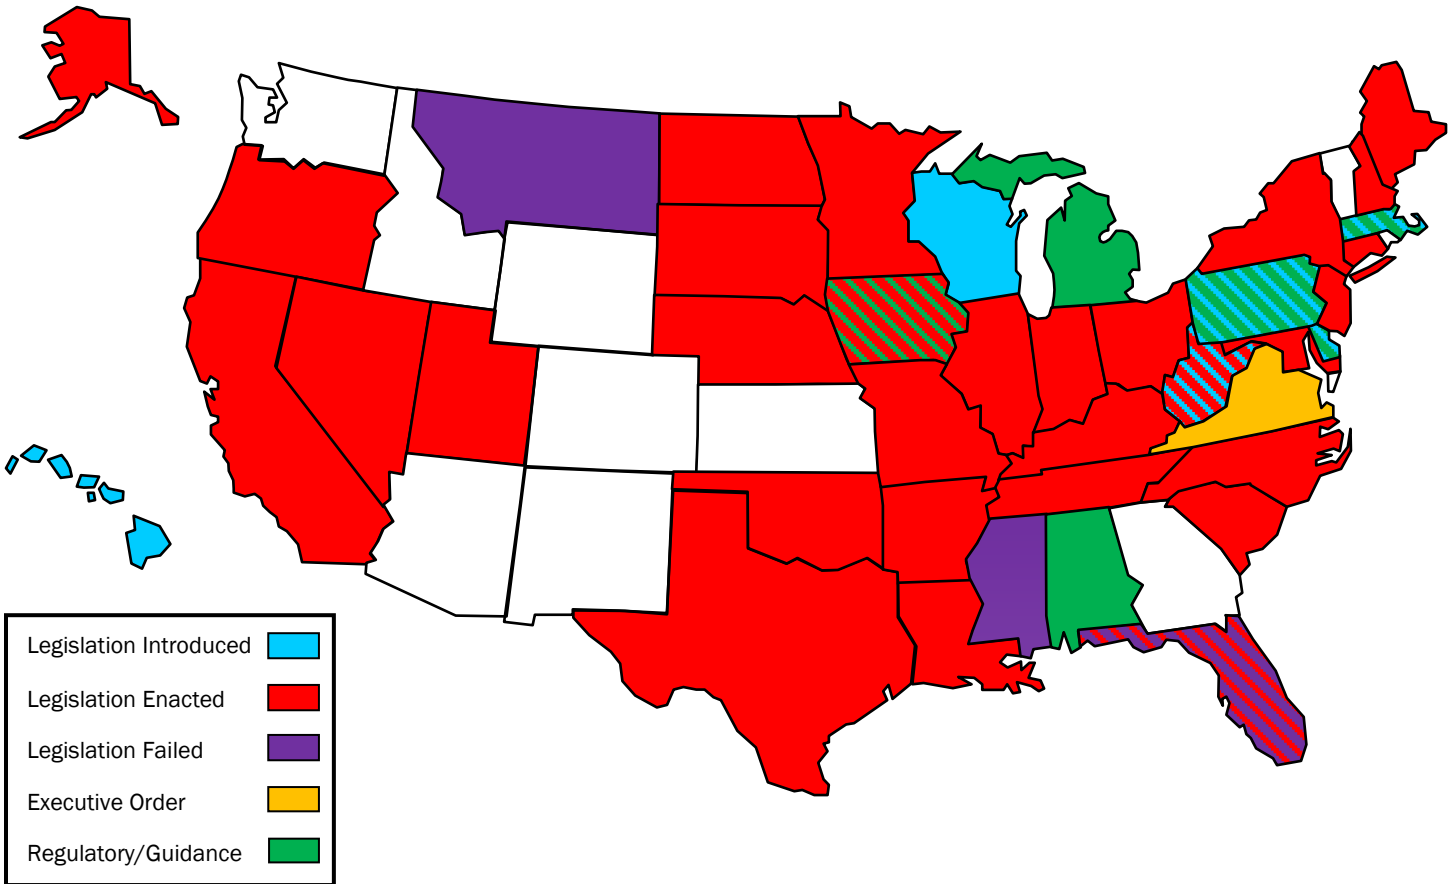 Legislation Introduced
Legislation Enacted
Legislation Failed
Executive Order
Regulatory/Guidance